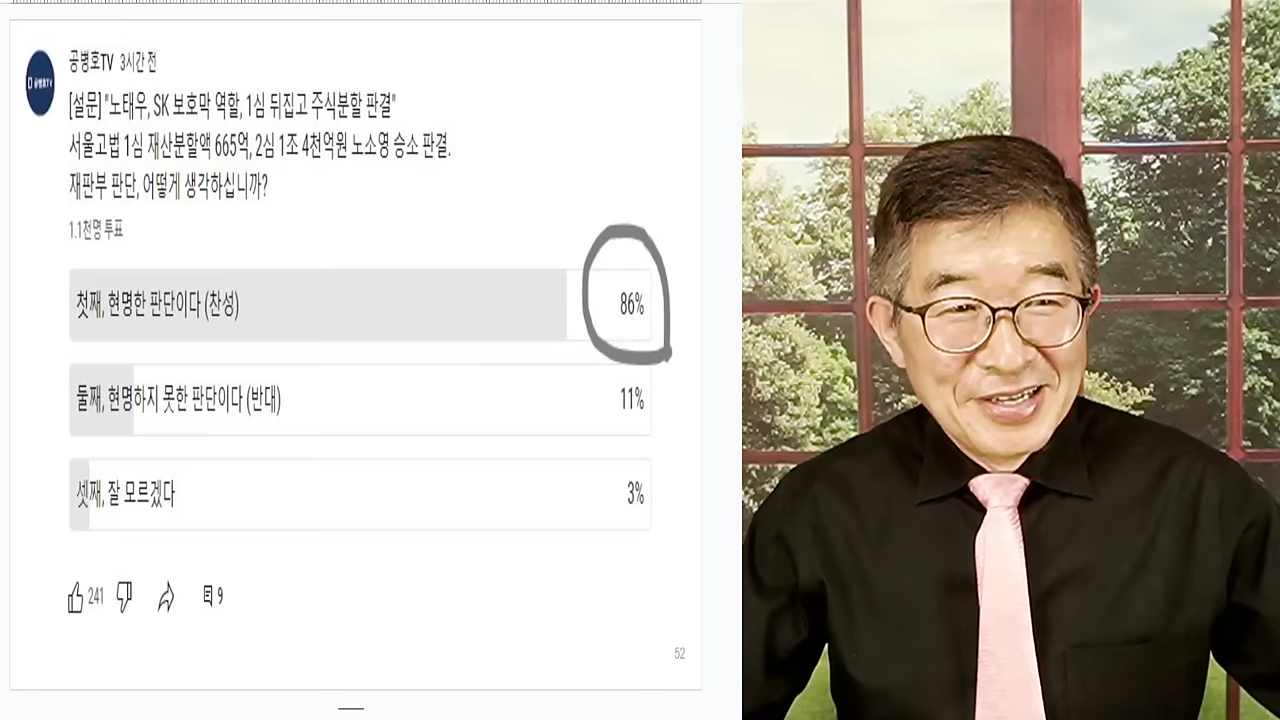 공병호TV 3시간 전
[설문] "노태우, SK 보호막 역할, 1심 뒤집고 주식분할 판결"
서울고법 1심 재산분할액 665억, 2심 1조 4천억원 노소영 승소 판결.
재판부 판단, 어떻게 생각하십니까?
1.1천명 투표
첫째, 현명한 판단이다 (찬성)
86%
둘째, 현명하지 못한 판단이다 (반대)
11%
셋째, 잘 모르겠다
3%
241
9
52